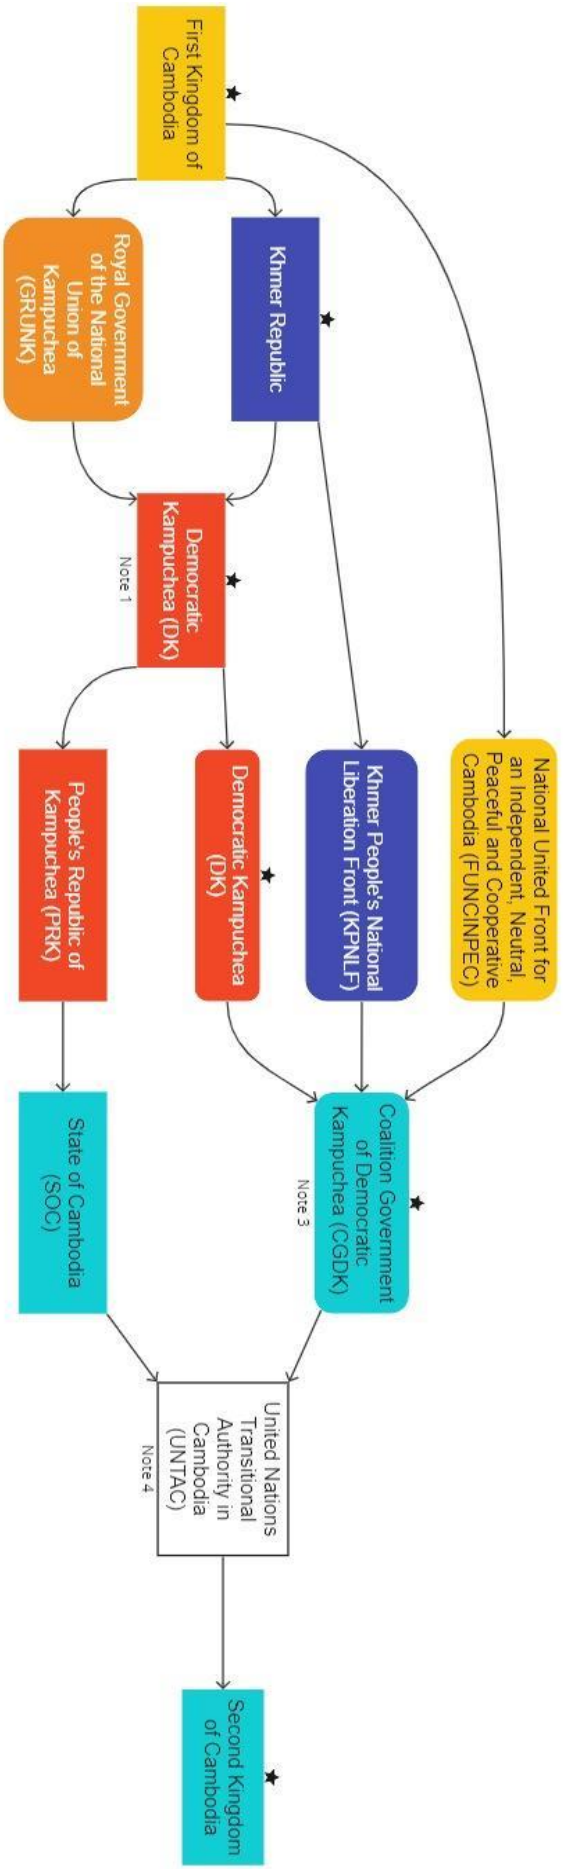 First Kingdom of
Cambodia
Khmer Republic
Royal Government
of the National
Union of
Kampuchea
(GRUNK)
Democratic
Kampuchea (DK)
Note 1
National United Front for
an Independent, Neutral,
Peaceful and Cooperative
Cambodia (FUNCINPEC)
Khmer People's National
Liberation Front (KPNLF)
Democratic Kampuchea
(DK)
People's Republic of
Kampuchea (PRK)
Coalition Government
of Democratic
Kampuchea (CGDK)
Note 3
State of Cambodia
(SOC)
United Nations
Transitional
Authority in
Cambodia
(UNTAC)
Note 4
Second Kingdom
of Cambodia